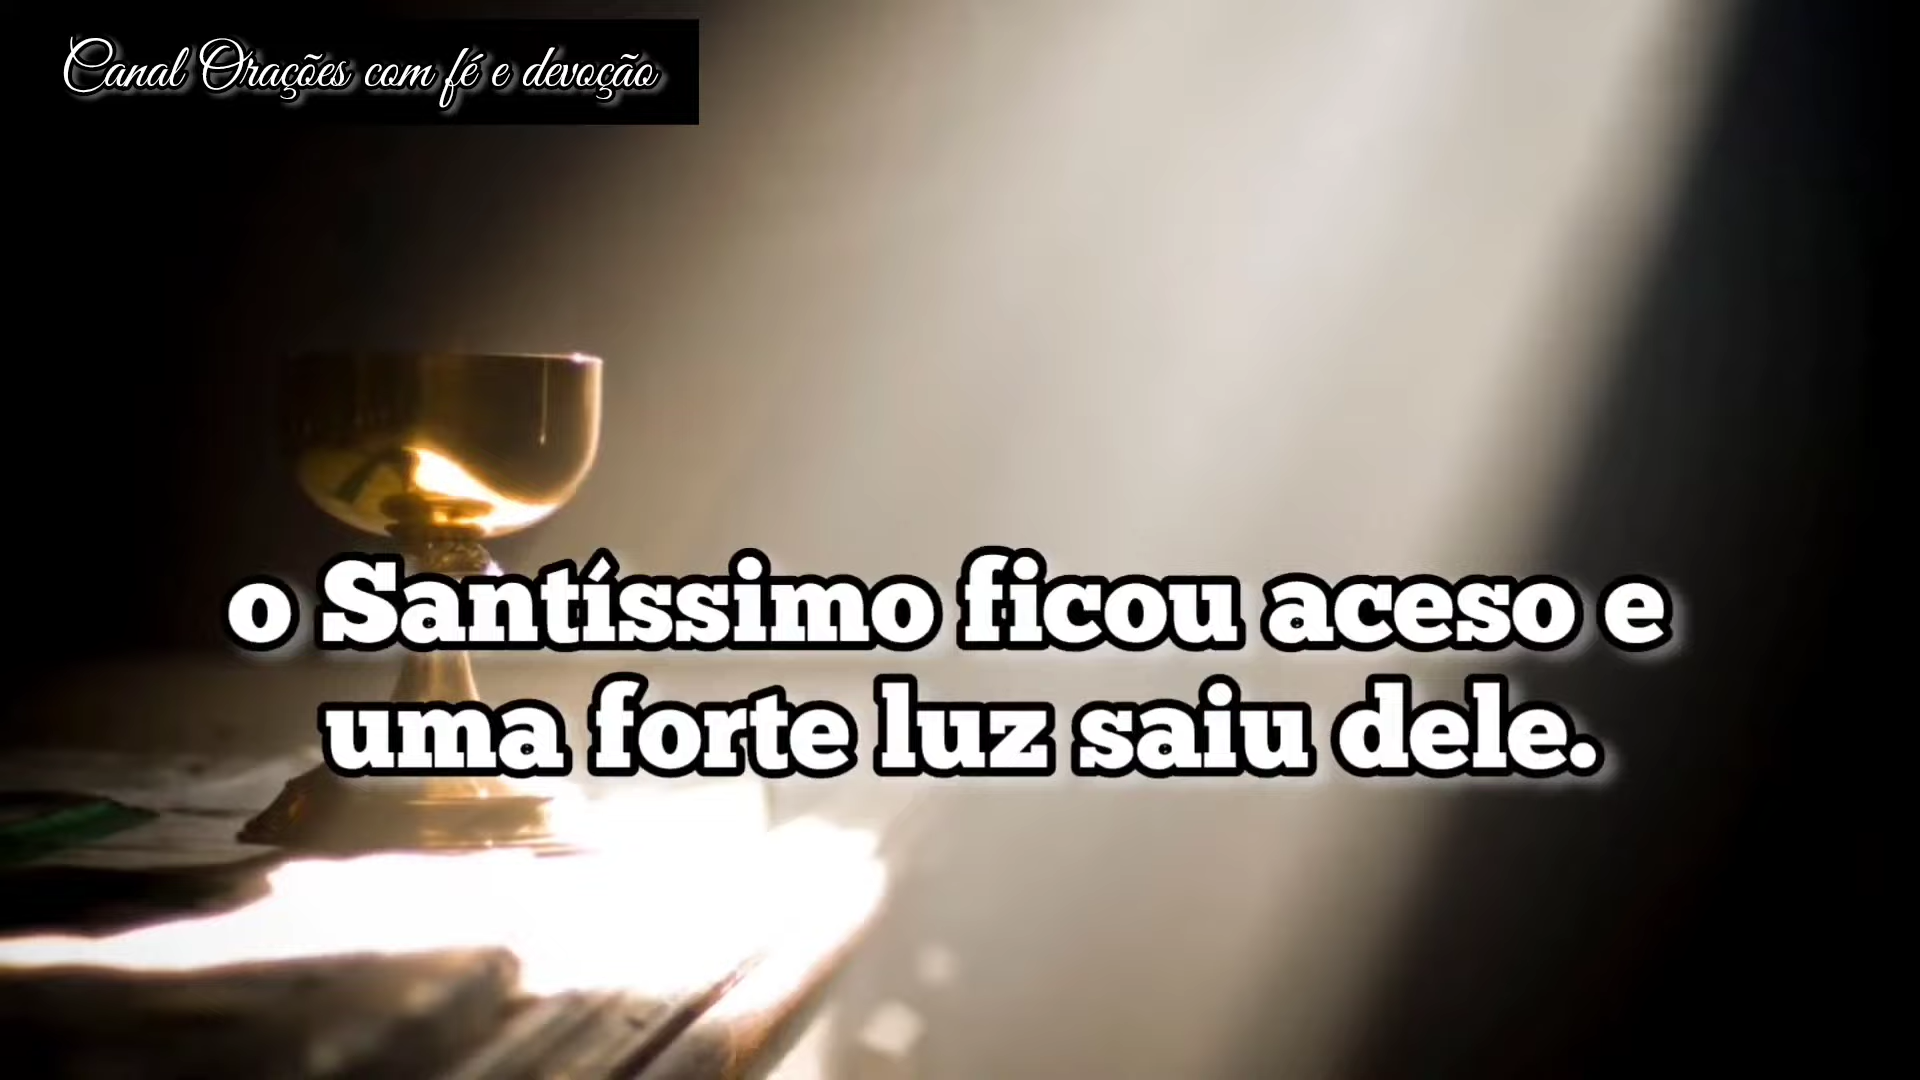 Canal Orações com fé e devoção
o Santíssimo ficou aceso e
uma forte luz saiu dele.